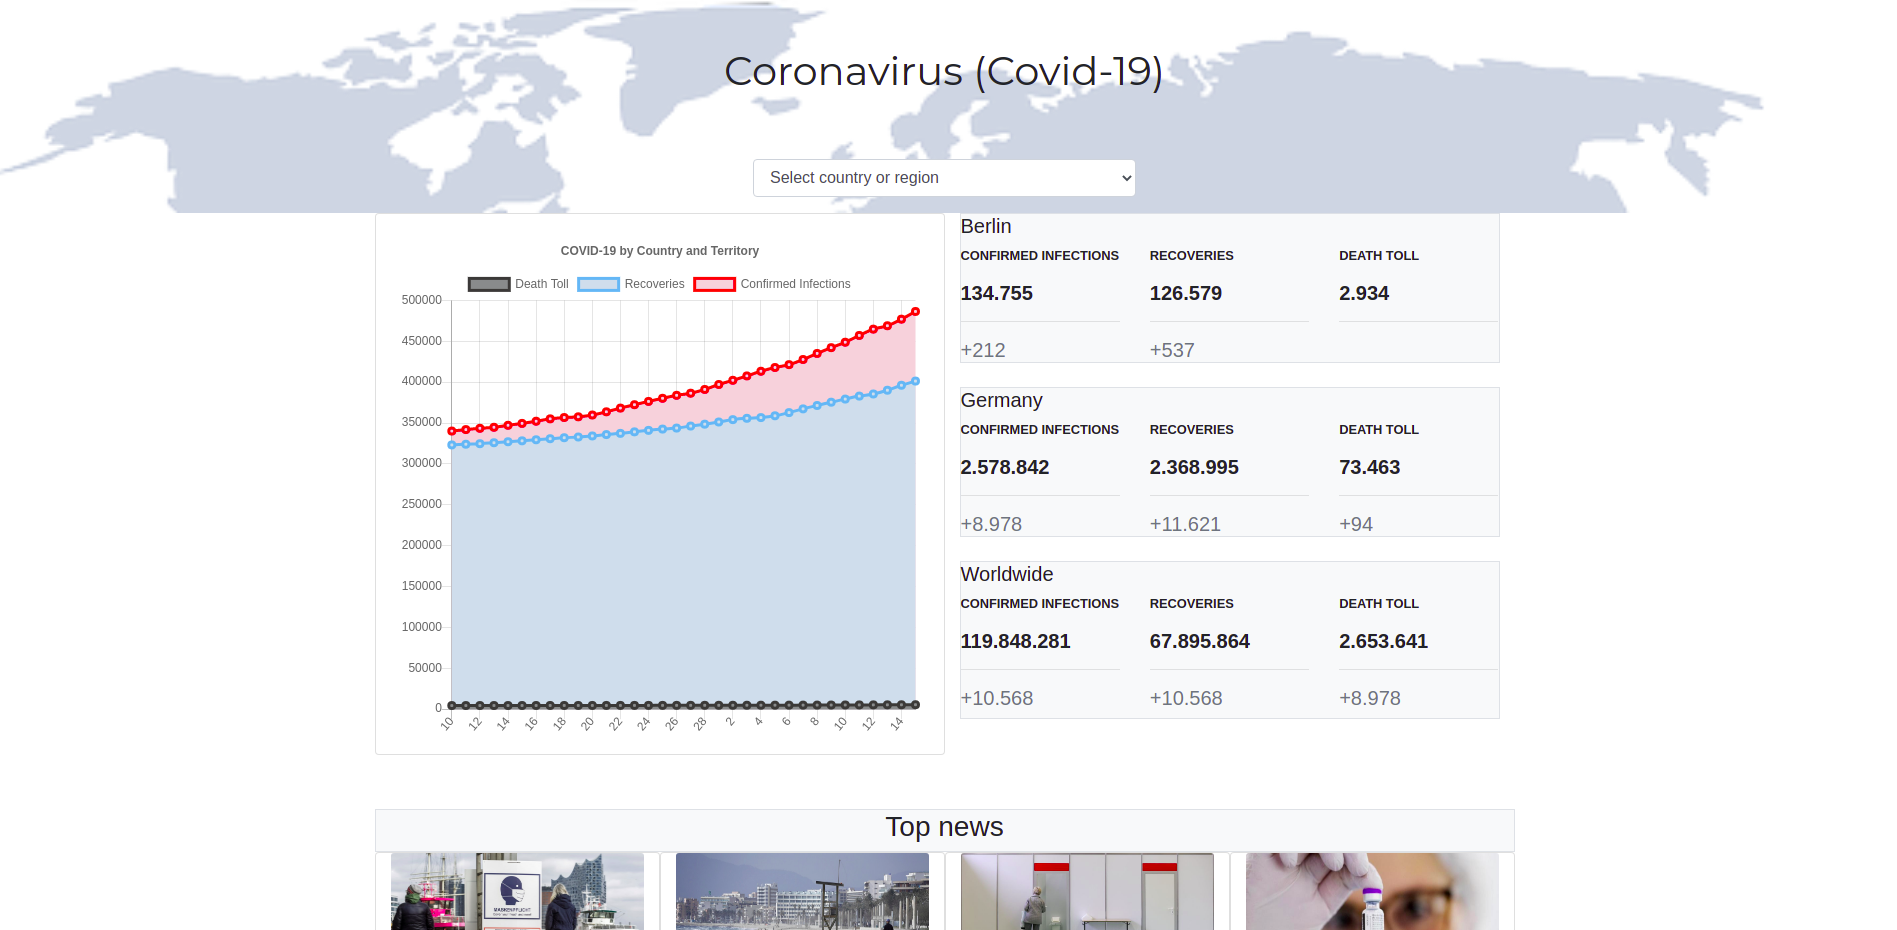 Coronavirus (Covid-19)
Select country or region
COVID-19 by Country and Territory
Death Toll Recoveries Confirmed Infections
500000
450000
400000
350000
300000
250000
200000
150000
100000
50000
0
10 12 14 16 18 20 22 24 26 28 2 4 6 8 10 12 14
Berlin
CONFIRMED INFECTIONS RECOVERIES DEATH TOLL
134.755 126.579 2.934
+212 +537
Germany
CONFIRMED INFECTIONS RECOVERIES DEATH TOLL
2.578.842 2.368.995 73.463
+8.978 +11.621 +94
Worldwide
CONFIRMED INFECTIONS RECOVERIES DEATH TOLL
119.848.281 67.895.864 2.653.641
+10.568 +10.568 +8.978
Top news
MASKENPFLICHT